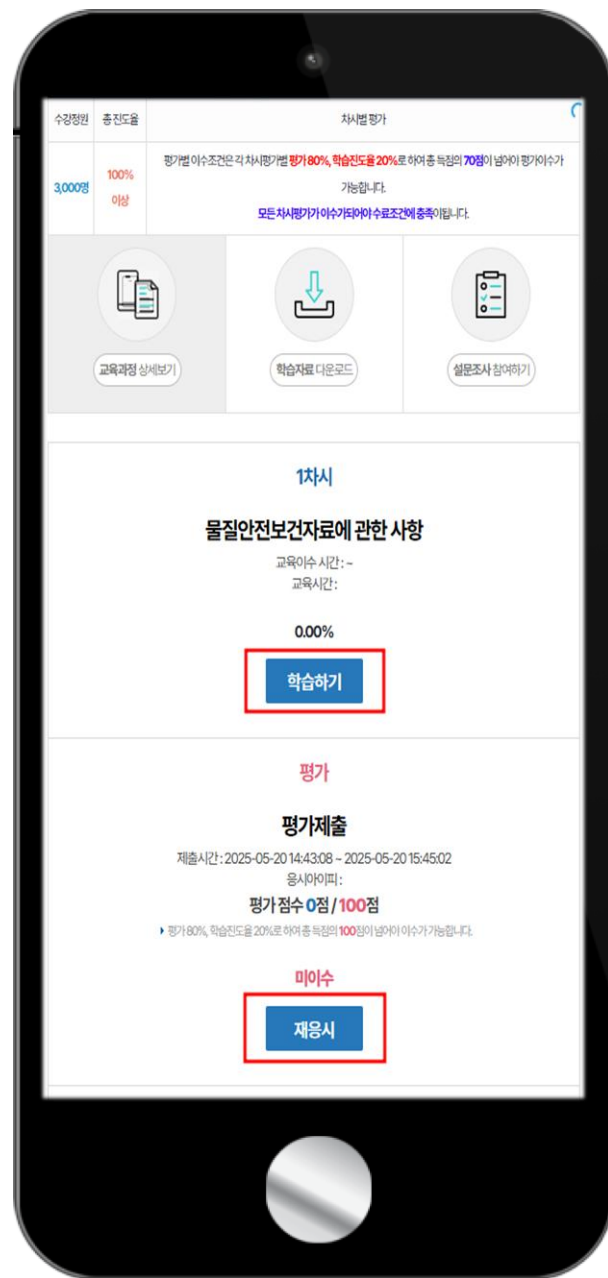 수강정원 총 진도율 차시별 평가
3,000명 100% 이상 평가별 이수조건은 각 차시평가별 평가 80%, 학습진도율 20%로 하여 총 득점의 70점이 넘어야 평가이수가
가능합니다.
모든 차시평가가 이수가되어야 수료조건에 충족이됩니다.
교육과정 상세보기 학습자료 다운로드 설문조사 참여하기
1차시
물질안전보건자료에 관한 사항
교육이수 시간 : ~
교육시간 :
0.00%
학습하기
평가
평가제출
제출시간 : 2025-05-20 14:43:08 ~ 2025-05-20 15:45:02
응시아이피 :
평가 점수 0점 / 100점
평가 80%, 학습진도율 20%로 하여 총 득점의 100점이 넘어야 이수가 가능합니다.
미이수
재응시